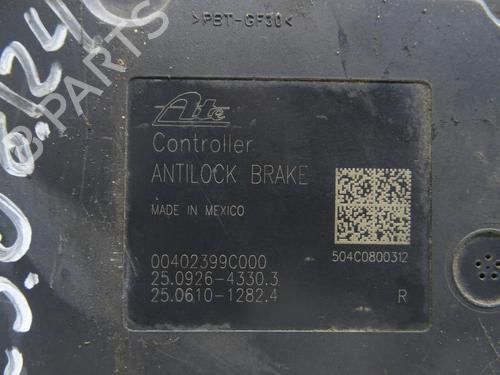 >PBT-GF30<
Ate
Controller
ANTILOCK BRAKE
MADE IN MEXICO
00402399C000
504C0800312
25.0926-4330.3
25.0610-1282.4
R
B-PARTS